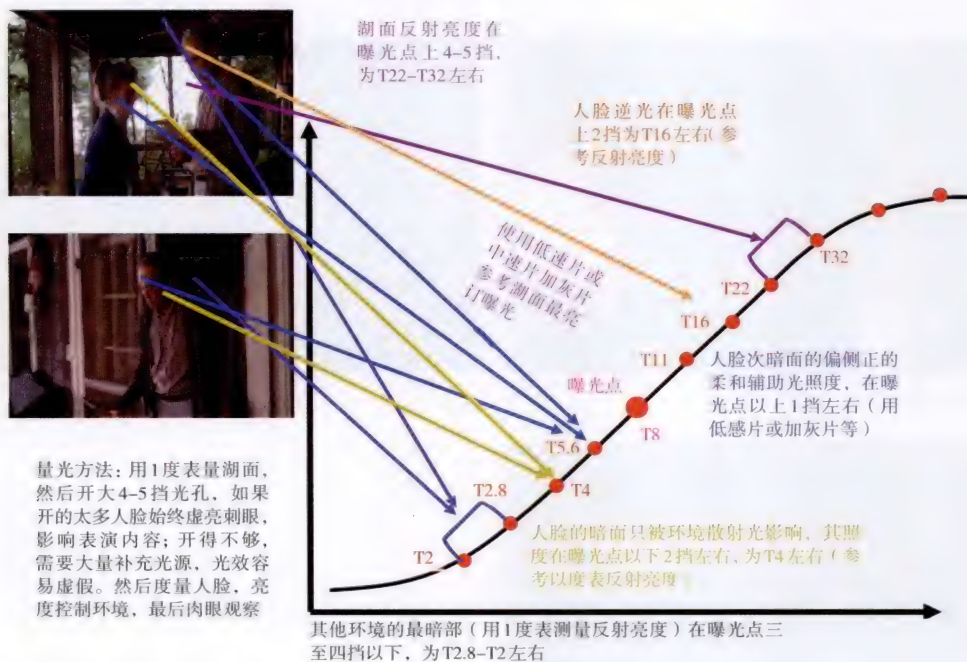 湖面反射亮度在
曝光点上4-5挡,
为T22-T32左右
人脸逆光在曝光点
上2挡为T16左右(参
考反射亮度)
使用低速片或
中速片加灰片
参考湖面最亮
订曝光
T32
T22
T16
T11
曝光点
T8
T5.6
T4
T2.8
T2
人脸次暗面的偏侧正的
柔和辅助光照度，在曝
光点以上1挡左右（用
低感片或加灰片等）
人脸的暗面只被环境散射光影响，其照
度在曝光点以下2挡左右、为T4左右（参
考以度表反射亮度
量光方法：用1度表量湖面，
然后开大4-5挡光孔，如果
开的太多人脸始终虚亮刺眼，
影响表演内容；开得不够，
需要大量补充光源，光效容
易虚假。然后度量人脸，亮
度控制环境，最后肉眼观察
其他环境的最暗部（用1度表测量反射亮度）在曝光点三
至四挡以下，为T2.8-T2左右